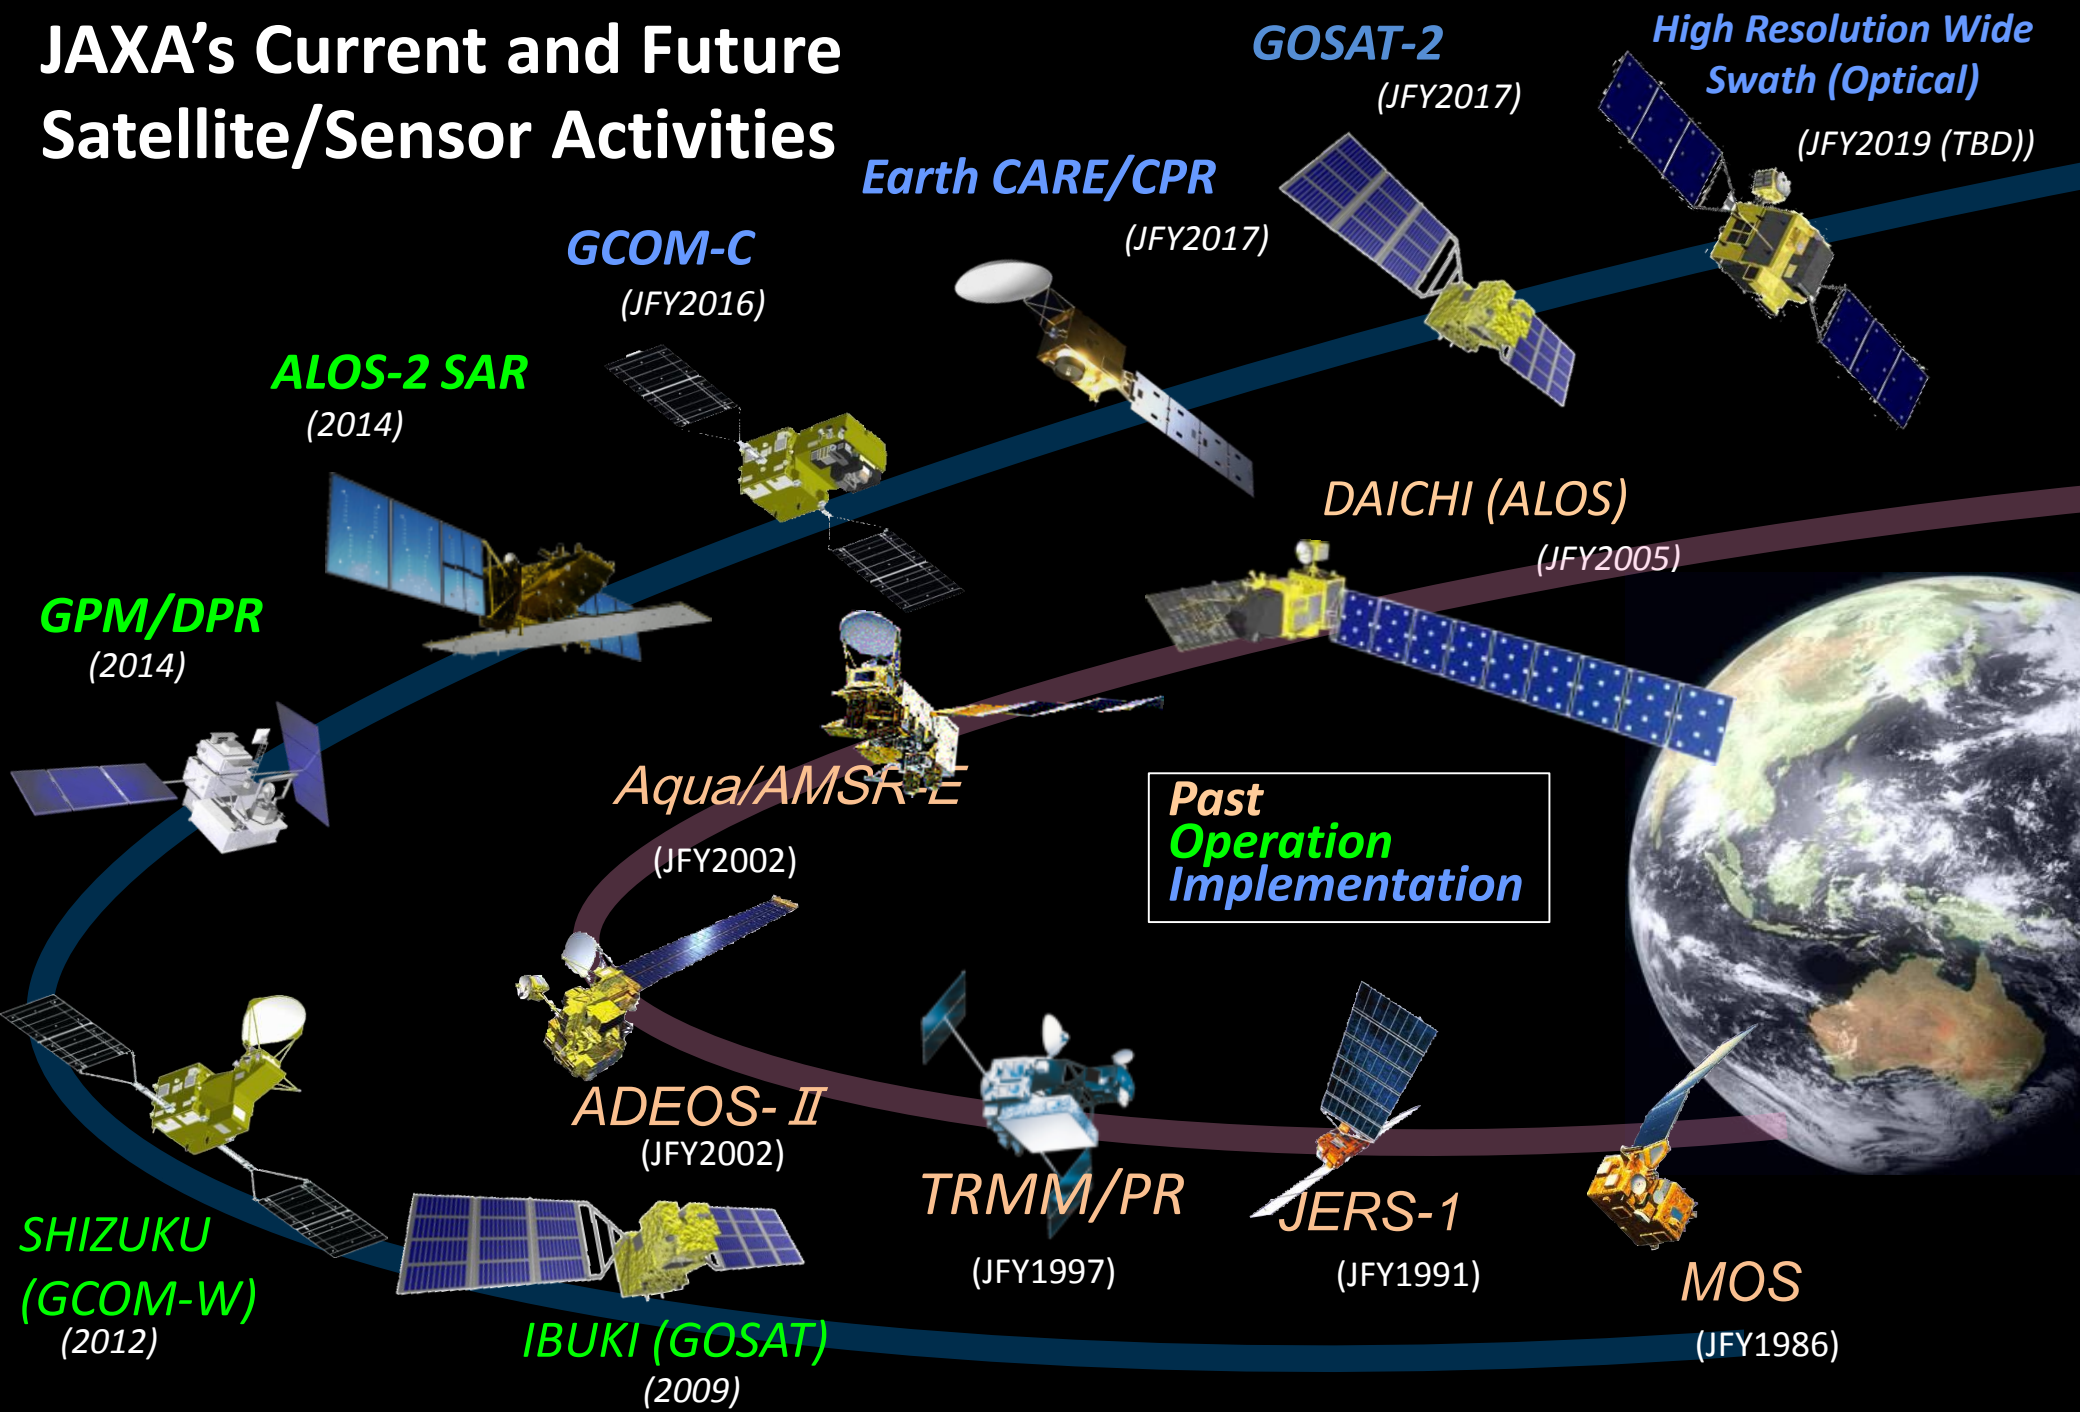 JAXA’s Current and Future
Satellite/Sensor Activities
GOSAT-2
(JFY2017)
High Resolution Wide
Swath (Optical)
(JFY2019 (TBD))
Earth CARE/CPR
(JFY2017)
GCOM-C
(JFY2016)
ALOS-2 SAR
(2014)
DAICHI (ALOS)
(JFY2005)
GPM/DPR
(2014)
Aqua/AMSR-E
(JFY2002)
Past
Operation
Implementation
ADEOS-Ⅱ
(JFY2002)
TRMM/PR
(JFY1997)
JERS-1
(JFY1991)
MOS
(JFY1986)
SHIZUKU
(GCOM-W)
(2012)
IBUKI (GOSAT)
(2009)